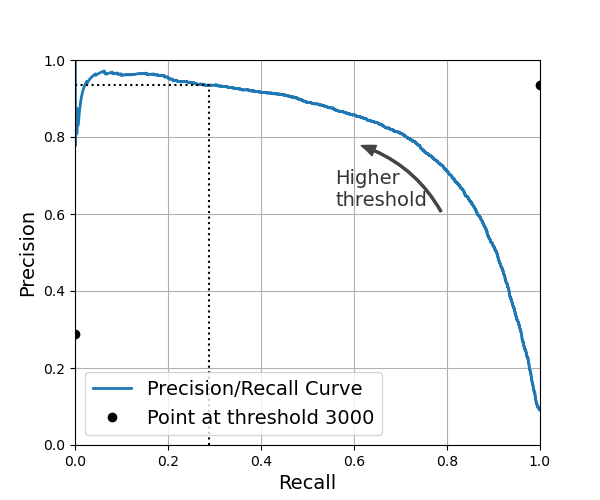 1.0
0.8
0.6
0.4
0.2
0.0
Precision
Higher
threshold
Precision/Recall Curve
Point at threshold 3000
0.0 0.2 0.4 0.6 0.8 1.0
Recall